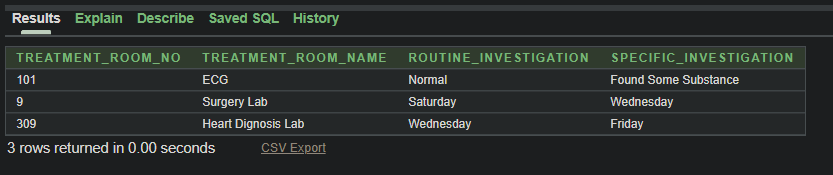 Results Explain Describe Saved SQL History
TREATMENT_ROOM_NO TREATMENT_ROOM_NAME ROUTINE_INVESTIGATION SPECIFIC_INVESTIGATION
101 ECG Normal Found Some Substance
9 Surgery Lab Saturday Wednesday
309 Heart Dignosis Lab Wednesday Friday
3 rows returned in 0.00 seconds CSV Export